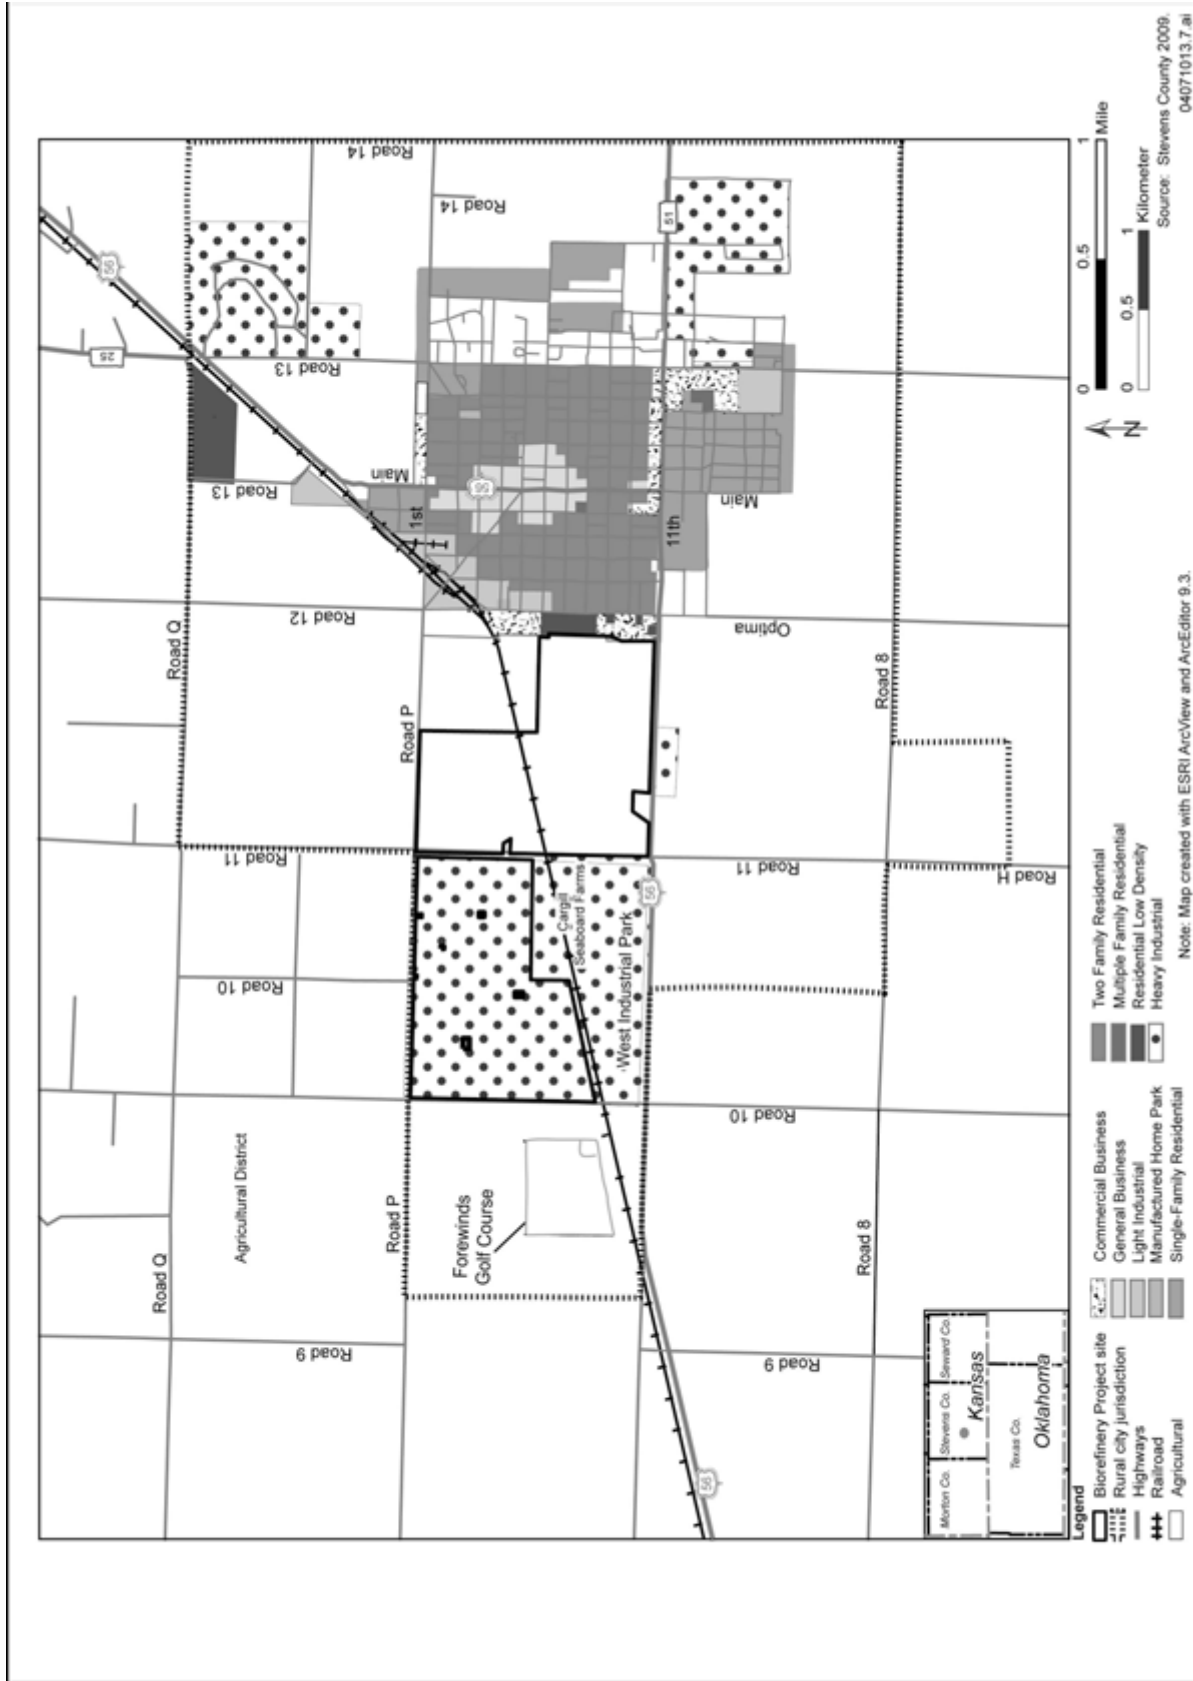 Road Q
Road Q
Road 14
Road 14
56
25
Road 13
Road 13
Main
1st
56
Road 12
Road P
Road 11
Road 10
Agricultural District
Road P
Road 9
Forewinds
Golf Course
Cargill
Seaboard Farms
West Industrial Park
56
51
11th
Main
Optima
Road 8
Road 11
Road H
Road 10
Road 8
Road 9
56
Morton Co.
Stevens Co.
Seward Co.
Kansas
Texas Co.
Oklahoma
Legend
Biorefinery Project site
Rural city jurisdiction
Highways
Railroad
Agricultural
Commercial Business
General Business
Light Industrial
Manufactured Home Park
Single-Family Residential
Two Family Residential
Multiple Family Residential
Residential Low Density
Heavy Industrial
N
0 0.5 1
Mile
0 0.5 1
Kilometer
Note: Map created with ESRI ArcView and ArcEditor 9.3.
Source: Stevens County 2009.
04071013.7.ai